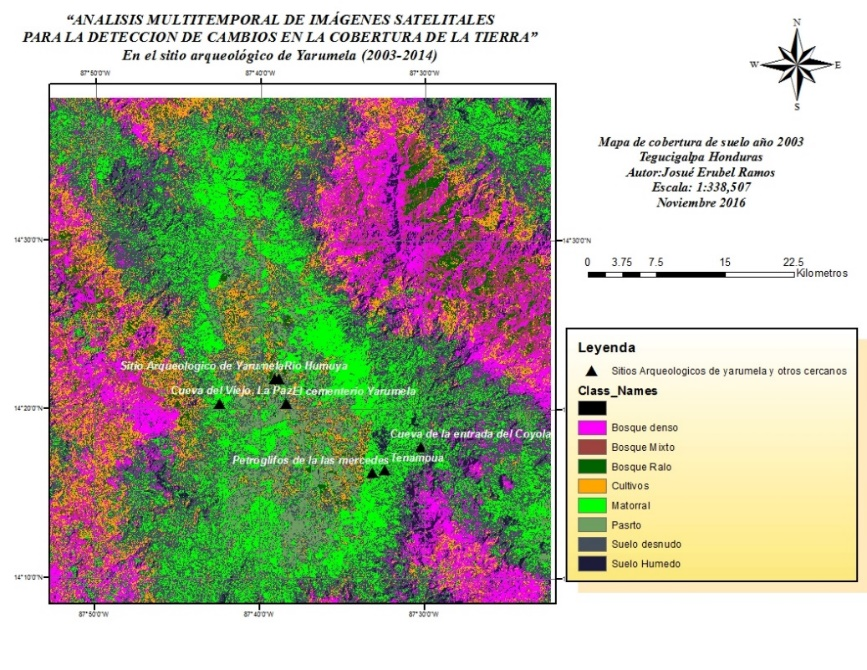 “ANALISIS MULTITEMPORAL DE IMÁGENES SATELITALES
PARA LA DETECCION DE CAMBIOS EN LA COBERTURA DE LA TIERRA”
En el sitio arqueológico de Yarumela (2003-2014)
87°50'0"W 87°40'0"W 87°30'0"W
N
W E
S
Mapa de cobertura de suelo año 2003
Tegucigalpa Honduras
Autor:Josué Erubel Ramos
Escala: 1:338,507
Noviembre 2016
14°30'0"N 14°30'0"N
0 3.75 7.5 15 22.5
Kilometros
Sitio Arqueologico de Yarumela Rio Humuya
Cueva del Viejo, La Paz El cementerio Yarumela
14°20'0"N
Cueva de la entrada del Coyola
Petroglifos de la las mercedes Tenampua
14°10'0"N
87°50'0"W 87°40'0"W 87°30'0"W
Leyenda
Sitios Arqueologicos de yarumela y otros cercanos
Class_Names
Bosque denso
Bosque Mixto
Bosque Ralo
Cultivos
Matorral
Pasrto
Suelo desnudo
Suelo Humedo